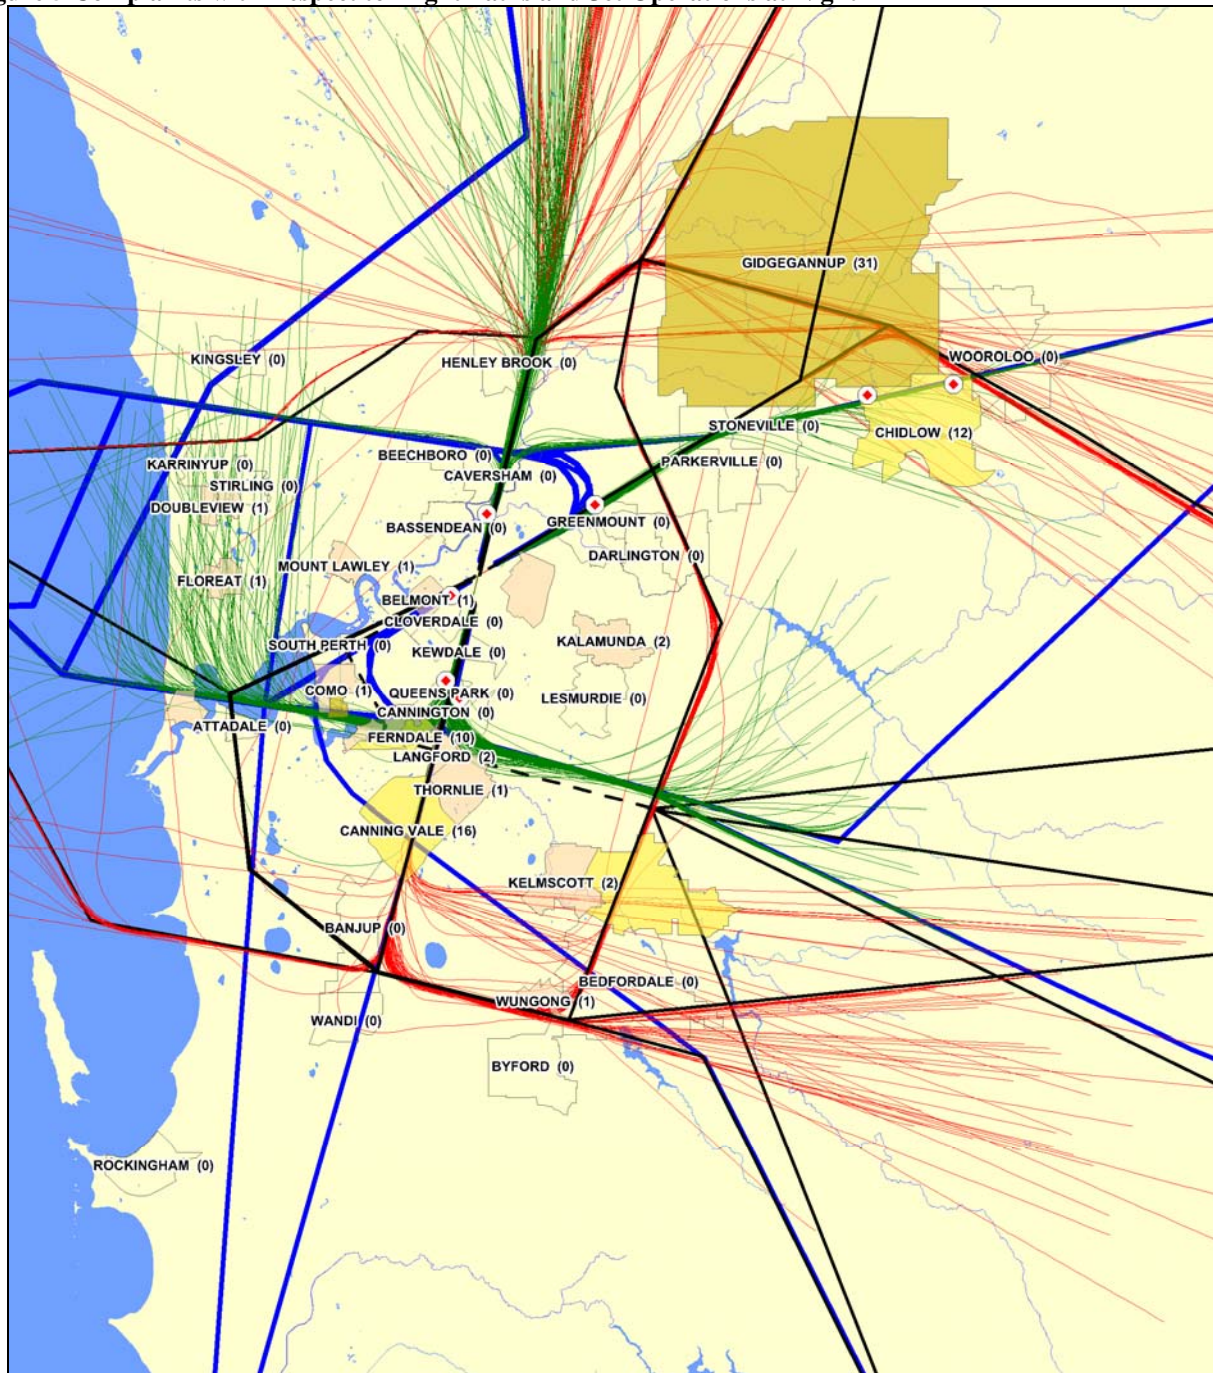 GIDGEGANNUP (31)
KINGSLEY (0)
HENLEY BROOK (0)
WOOROLOO (0)
STONEVILLE (0)
CHIDLOW (12)
BEECHBORO (0)
KARRINYUP (0)
PARKERVILLE (0)
CAVERSHAM (0)
STIRLING (0)
DOUBLEVIEW (1)
BASSENDEAN (0)
GREENMOUNT (0)
DARLINGTON (0)
MOUNT LAWLEY (1)
FLOREAT (1)
BELMONT (1)
CLOVERDALE (0)
SOUTH PERTH (0)
KALAMUNDA (2)
KEWDALE (0)
COMO (1)
QUEENS PARK (0)
LESMURDIE (0)
CANNINGTON (0)
ATTADALE (0)
FERNDALE (10)
LANGFORD (2)
THORNLIE (1)
CANNING VALE (16)
KELMSCOTT (2)
BANJUP (0)
BEDFORDALE (0)
WUNGONG (1)
WANDI (0)
BYFORD (0)
ROCKINGHAM (0)